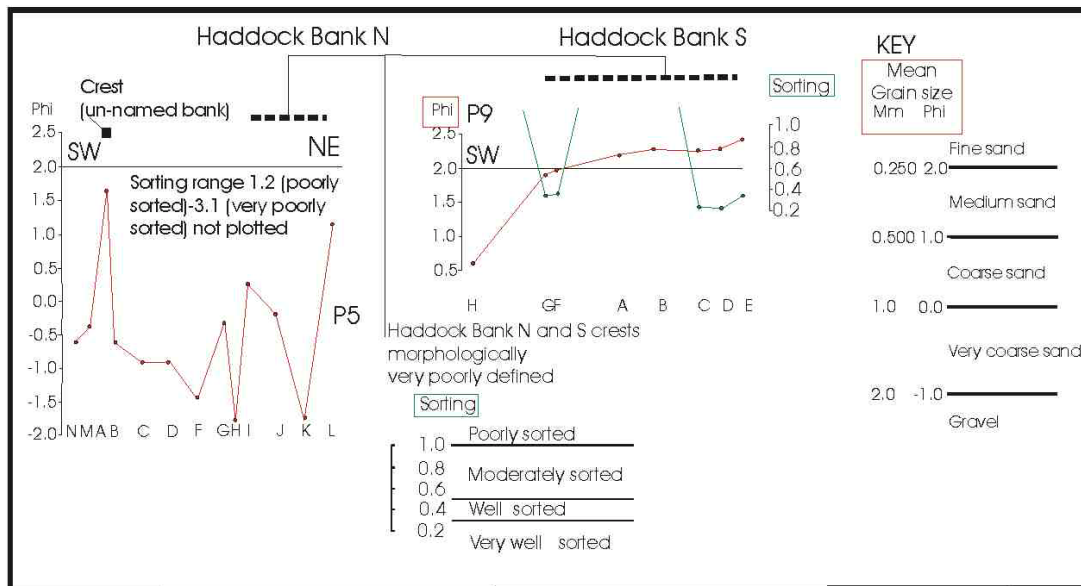 Haddock Bank N
Haddock Bank S
KEY
Crest
(un-named bank)
Phi
2.5
2.0
1.5
1.0
0.5
0.0
-0.5
-1.0
-1.5
-2.0
SW
NE
Sorting range 1.2 (poorly
sorted)-3.1 (very poorly
sorted) not plotted
P5
N M A B C D F G H I J K L
Phi
P9
2.5
2.0
1.5
1.0
0.5
SW
Sorting
1.0
0.8
0.6
0.4
0.2
H G F A B C D E
Haddock Bank N and S crests
morphologically
very poorly defined
Sorting
1.0
0.8
0.6
0.4
0.2
Poorly sorted
Moderately sorted
Well sorted
Very well sorted
Mean
Grain size
Mm Phi
Fine sand
0.250 2.0
Medium sand
0.500 1.0
Coarse sand
1.0 0.0
Very coarse sand
2.0 -1.0
Gravel